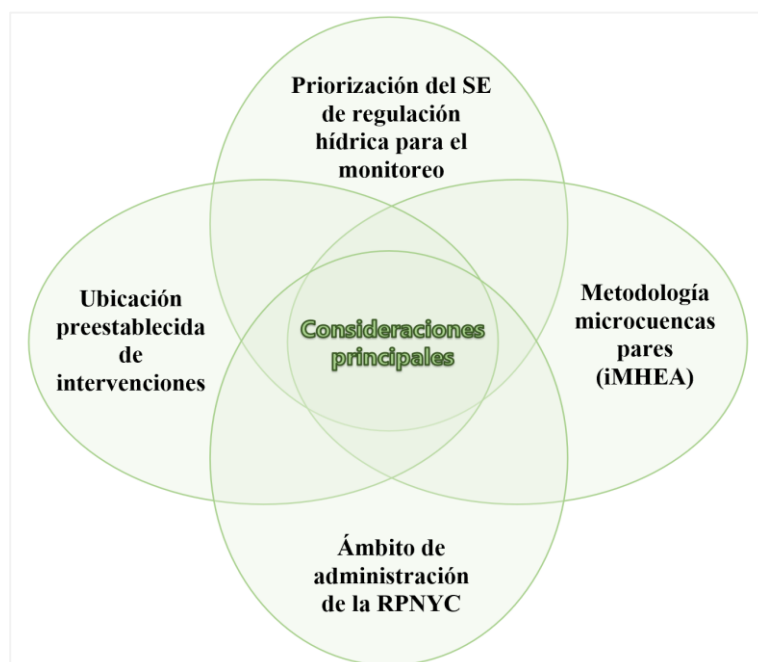 Priorización del SE
de regulación
hídrica para el
monitoreo
Ubicación
preestablecida
de
intervenciones
Consideraciones
principales
Metodología
microcuencas
pares
(iMHEA)
Ámbito de
administración
de la RPNYC